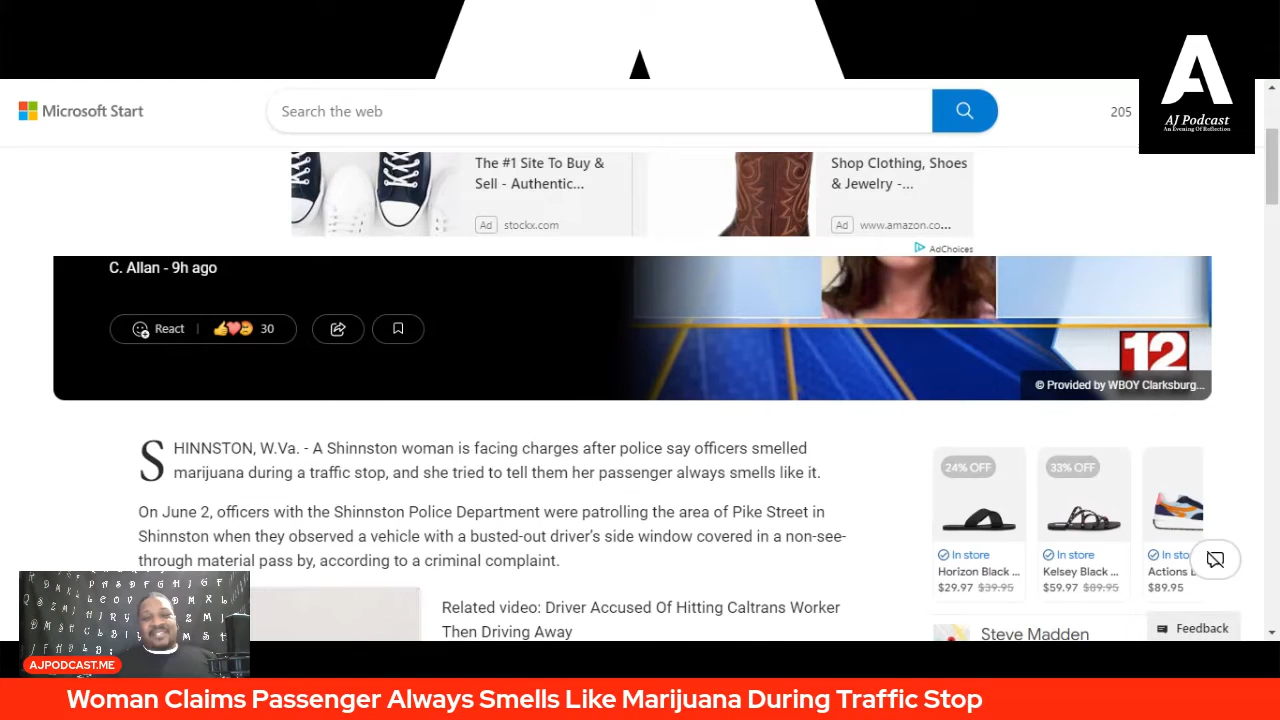 A
AJ Podcast
An Evening Of Reflection
Microsoft Start
Search the web
205
The #1 Site To Buy &
Sell - Authentic...
Ad stockx.com
Shop Clothing, Shoes
& Jewelry -...
Ad www.amazon.co...
AdChoices
C. Allan - 9h ago
React 30
12
© Provided by WBOY Clarksburg...
SHINNSTON, W.Va. - A Shinnston woman is facing charges after police say officers smelled
marijuana during a traffic stop, and she tried to tell them her passenger always smells like it.
On June 2, officers with the Shinnston Police Department were patrolling the area of Pike Street in
Shinnston when they observed a vehicle with a busted-out driver's side window covered in a non-see-
through material pass by, according to a criminal complaint.
Related video: Driver Accused Of Hitting Caltrans Worker
Then Driving Away
24% OFF
In store
Horizon Black ...
$29.97 $39.95
33% OFF
In store
Kelsey Black ...
$59.97 $89.95
In sto
Actions
$89.95
Steve Madden
Feedback
AJPODCAST.ME
Woman Claims Passenger Always Smells Like Marijuana During Traffic Stop